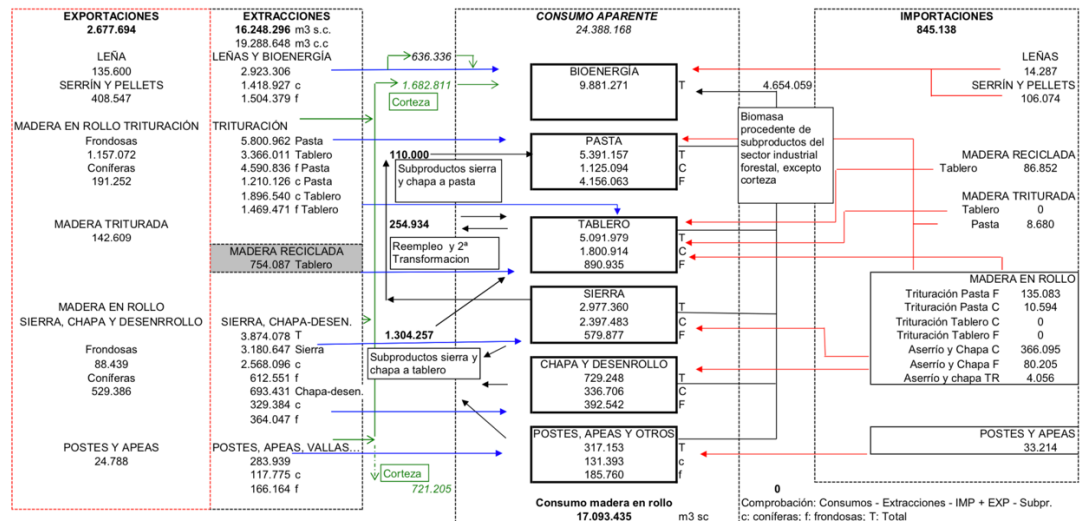 EXPORTACIONES
2.677.694
LEÑA
135.600
SERRÍN Y PELLETS
408.547
MADERA EN ROLLO TRITURACIÓN
Frondosas
1.157.072
Coníferas
191.252
MADERA TRITURADA
142.609
MADERA EN ROLLO
SIERRA, CHAPA Y DESENRROLLO
Frondosas
88.439
Coníferas
529.386
POSTES Y APEAS
24.788
EXTRACCIONES
16.248.296 m3 s.c.
19.288.648 m3 c.c
LEÑAS Y BIOENERGÍA
2.923.306
1.418.927 c
1.504.379 f
TRITURACIÓN
5.800.962 Pasta
3.366.011 Tablero
4.590.836 f Pasta
1.210.126 c Pasta
1.896.540 c Tablero
1.469.471 f Tablero
MADERA RECICLADA
754.087 Tablero
SIERRA, CHAPA-DESEN.
3.874.078 T
3.180.647 Sierra
2.568.096 c
612.551 f
693.431 Chapa-desen.
329.384 c
364.047 f
POSTES, APEAS, VALLAS...
283.939
117.775 c
166.164 f
636.336
1.682.811
Corteza
110.000
Subproductos sierra
y chapa a pasta
254.934
Reempleo y 2ª
Transformacion
1.304.257
Subproductos sierra y
chapa a tablero
Corteza
721.205
CONSUMO APARENTE
24.388.168
BIOENERGÍA
9.881.271 T
PASTA
5.391.157 T
1.125.094 C
4.156.063 F
TABLERO
5.091.979 T
1.800.914 C
890.935 F
SIERRA
2.977.360 T
2.397.483 C
579.877 F
CHAPA Y DESENROLLO
729.248 T
336.706 C
392.542 F
POSTES, APEAS Y OTROS
317.153 T
131.393 c
185.760 f
Consumo madera en rollo
17.093.435 m3 sc
4.654.059
Biomasa
procedente de
subproductos del
sector industrial
forestal, excepto
corteza
0
Comprobación: Consumos - Extracciones - IMP + EXP - Subpr.
c: coníferas; f: frondosas; T: Total
IMPORTACIONES
845.138
LEÑAS
14.287
SERRÍN Y PELLETS
106.074
MADERA RECICLADA
Tablero 86.852
MADERA TRITURADA
Tablero 0
Pasta 8.680
MADERA EN ROLLO
Trituración Pasta F 135.083
Trituración Pasta C 10.594
Trituración Tablero C 0
Trituración Tablero F 0
Aserrío y Chapa C 366.095
Aserrío y Chapa F 80.205
Aserrío y chapa TR 4.056
POSTES Y APEAS
33.214